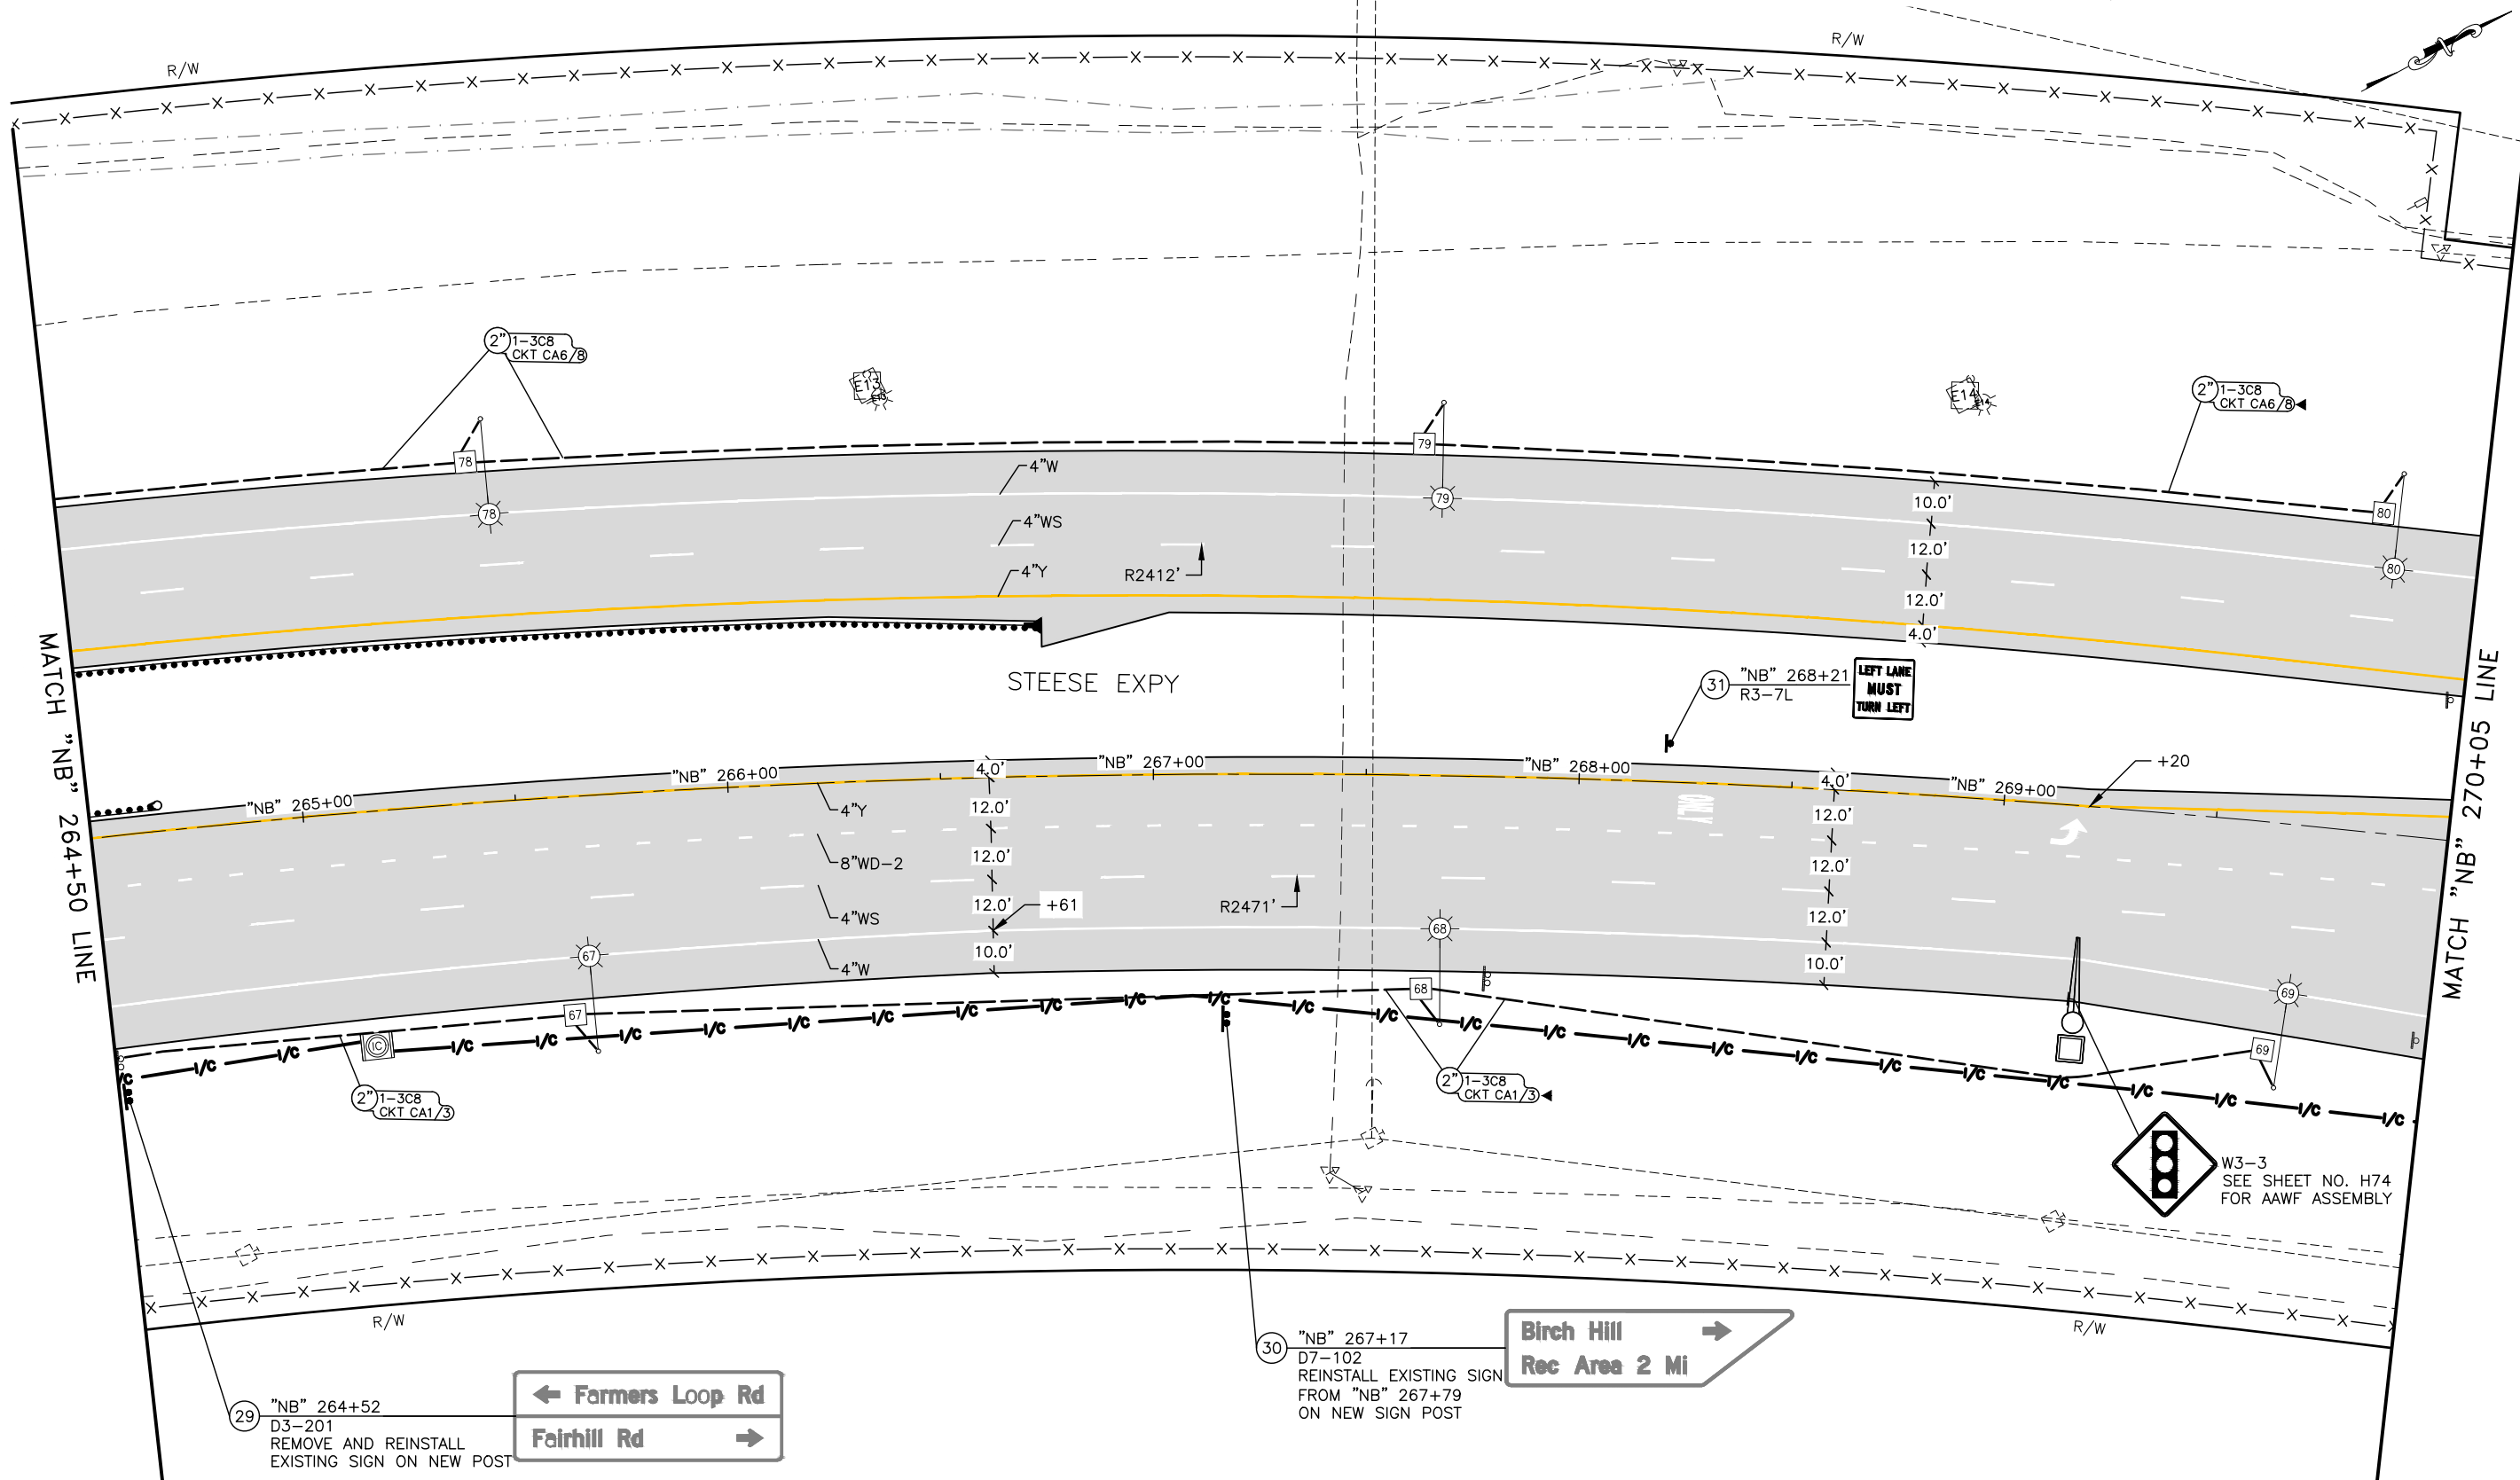 R/W
R/W
2" 1-3C8
CKT CA6/8
E13
E14
2" 1-3C8
CKT CA6/8
78
79
80
78
79
80
4"W
4"WS
4"Y
R2412'
10.0'
12.0'
12.0'
4.0'
MATCH "NB" 264+50 LINE
STEESE EXPY
31 "NB" 268+21
R3-7L
LEFT LANE
MUST
TURN LEFT
MATCH "NB" 270+05 LINE
"NB" 265+00
"NB" 266+00
"NB" 267+00
"NB" 268+00
"NB" 269+00
+20
4.0'
12.0'
12.0'
12.0'
10.0'
+61
4"Y
8"WD-2
4"WS
4"W
R2471'
ONLY
4.0'
12.0'
12.0'
12.0'
10.0'
67
68
69
67
68
69
I/C I/C I/C I/C I/C I/C I/C I/C I/C I/C I/C I/C I/C I/C I/C I/C I/C I/C I/C I/C I/C I/C I/C I/C I/C I/C I/C
IC
2" 1-3C8
CKT CA1/3
2" 1-3C8
CKT CA1/3
W3-3
SEE SHEET NO. H74
FOR AAWF ASSEMBLY
R/W
R/W
29 "NB" 264+52
D3-201
REMOVE AND REINSTALL
EXISTING SIGN ON NEW POST
← Farmers Loop Rd
Fairhill Rd →
30 "NB" 267+17
D7-102
REINSTALL EXISTING SIGN
FROM "NB" 267+79
ON NEW SIGN POST
Birch Hill →
Rec Area 2 Mi